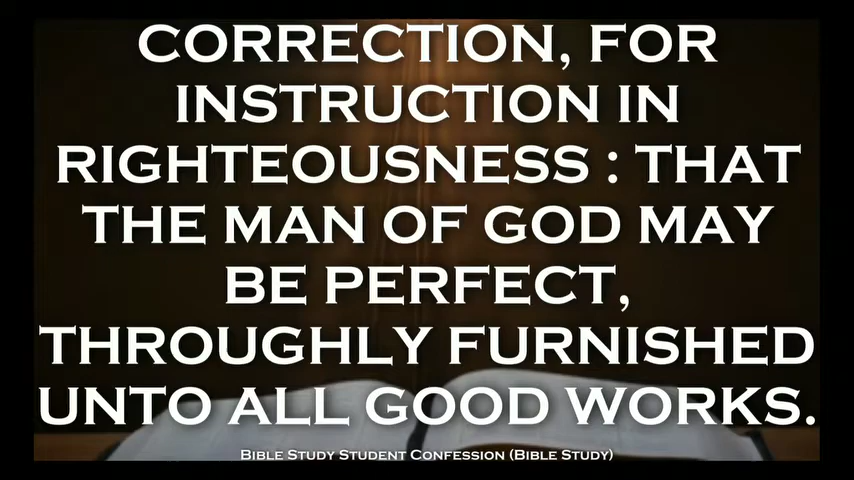 CORRECTION, FOR
INSTRUCTION IN
RIGHTEOUSNESS : THAT
THE MAN OF GOD MAY
BE PERFECT,
THROUGHLY FURNISHED
UNTO ALL GOOD WORKS.
BIBLE STUDY STUDENT CONFESSION (BIBLE STUDY)